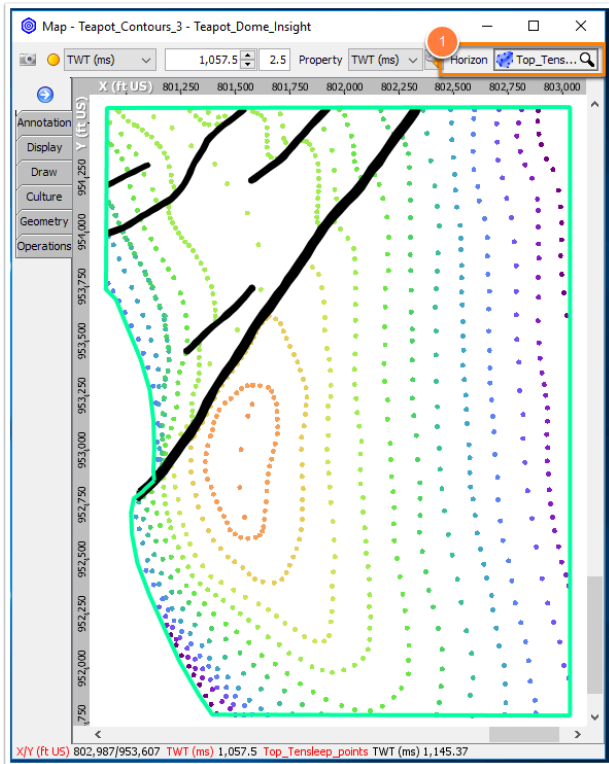 Map - Teapot_Contours_3 - Teapot_Dome_Insight
1
TWT (ms) 1,057.5 2.5 Property TWT (ms) Horizon Top_Tens...
X (ft US) 801,250 801,500 801,750 802,000 802,250 802,500 802,750 803,000
Annotation
Display
Draw
Culture
Geometry
Operations
Y (ft US)
954,250
954,000
953,750
953,500
953,250
953,000
952,750
952,500
952,250
952,000
,750
X/Y (ft US) 802,987/953,607 TWT (ms) 1,057.5 Top_Tensleep_points TWT (ms) 1,145.37